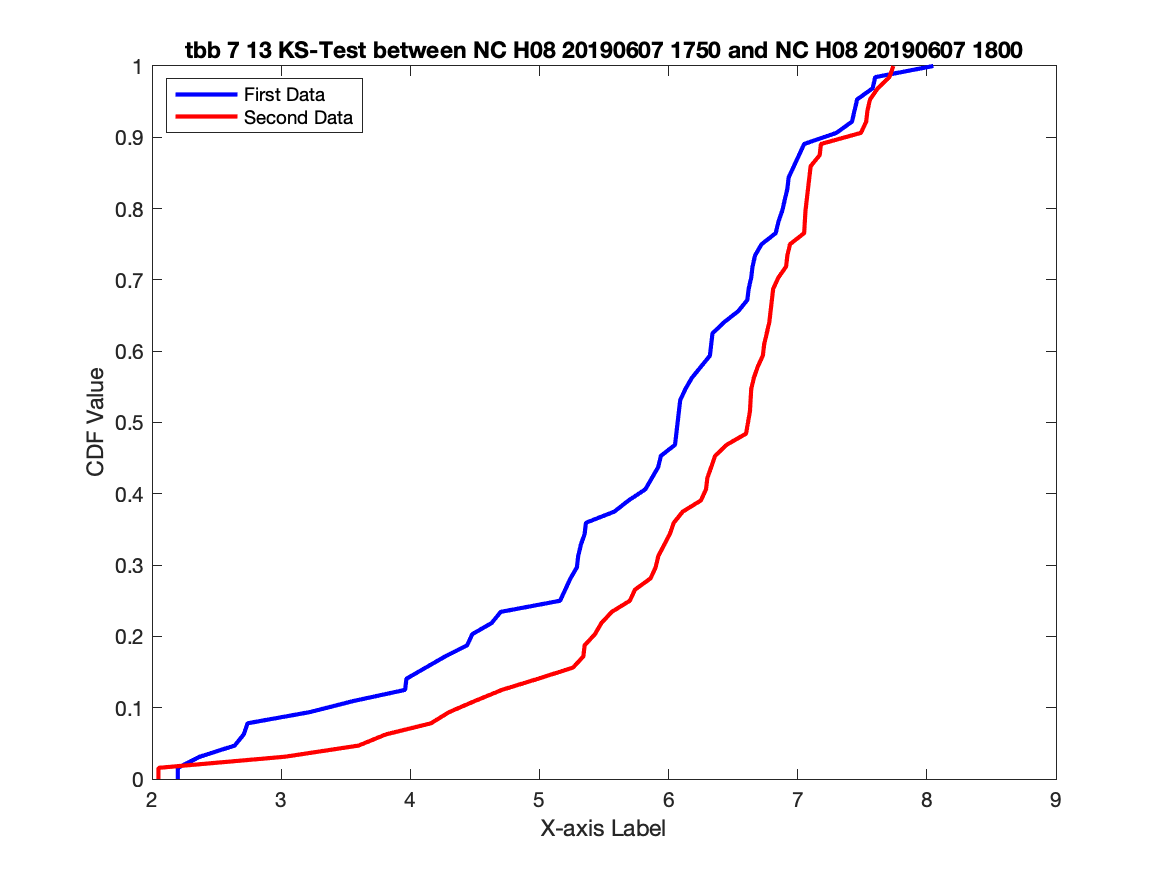 tbb 7 13 KS-Test between NC H08 20190607 1750 and NC H08 20190607 1800
First Data
Second Data
1
0.9
0.8
0.7
0.6
0.5
0.4
0.3
0.2
0.1
0
CDF Value
2 3 4 5 6 7 8 9
X-axis Label